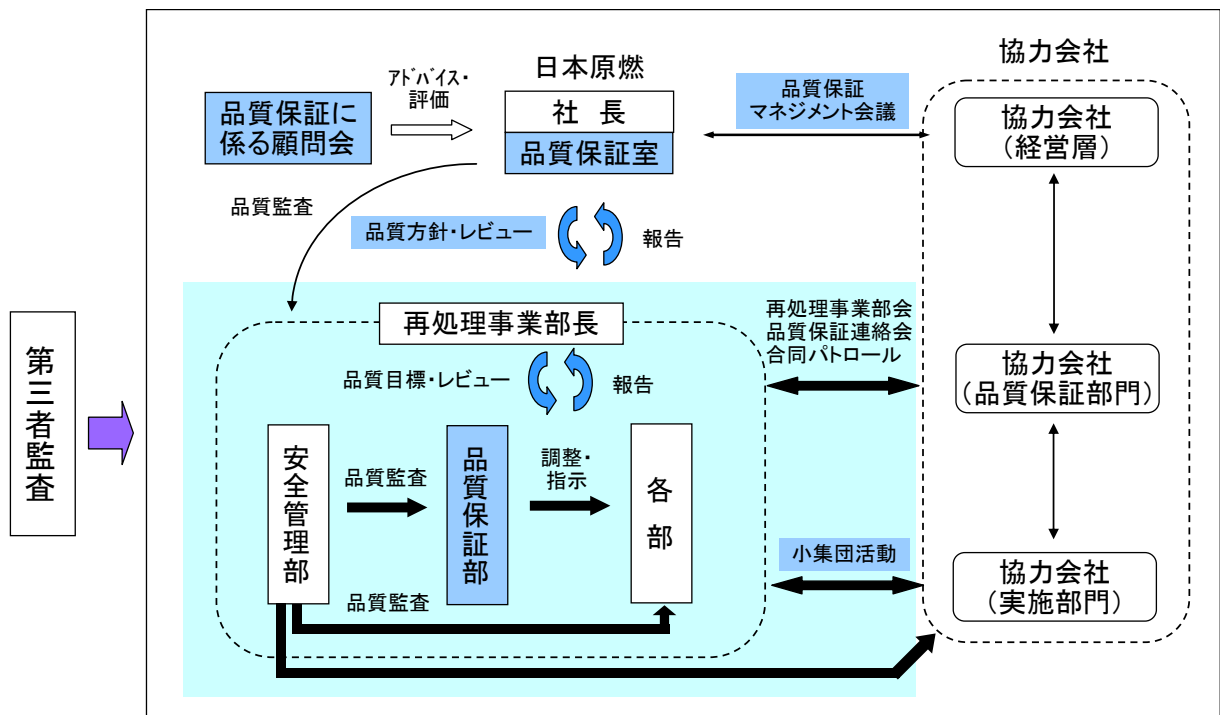 協力会社
日本原燃
ｱﾄﾞﾊﾞｲｽ・
評価
品質保証に
係る顧問会
社　長
品質保証室
品質保証
マネジメント会議
協力会社
（経営層）
品質監査
品質方針・レビュー
報告
再処理事業部長
再処理事業部会
品質保証連絡会
合同パトロール
第三者監査
品質目標・レビュー
報告
協力会社
（品質保証部門）
安全管理部
品質監査
品質保証部
調整・
指示
各部
小集団活動
協力会社
（実施部門）
品質監査